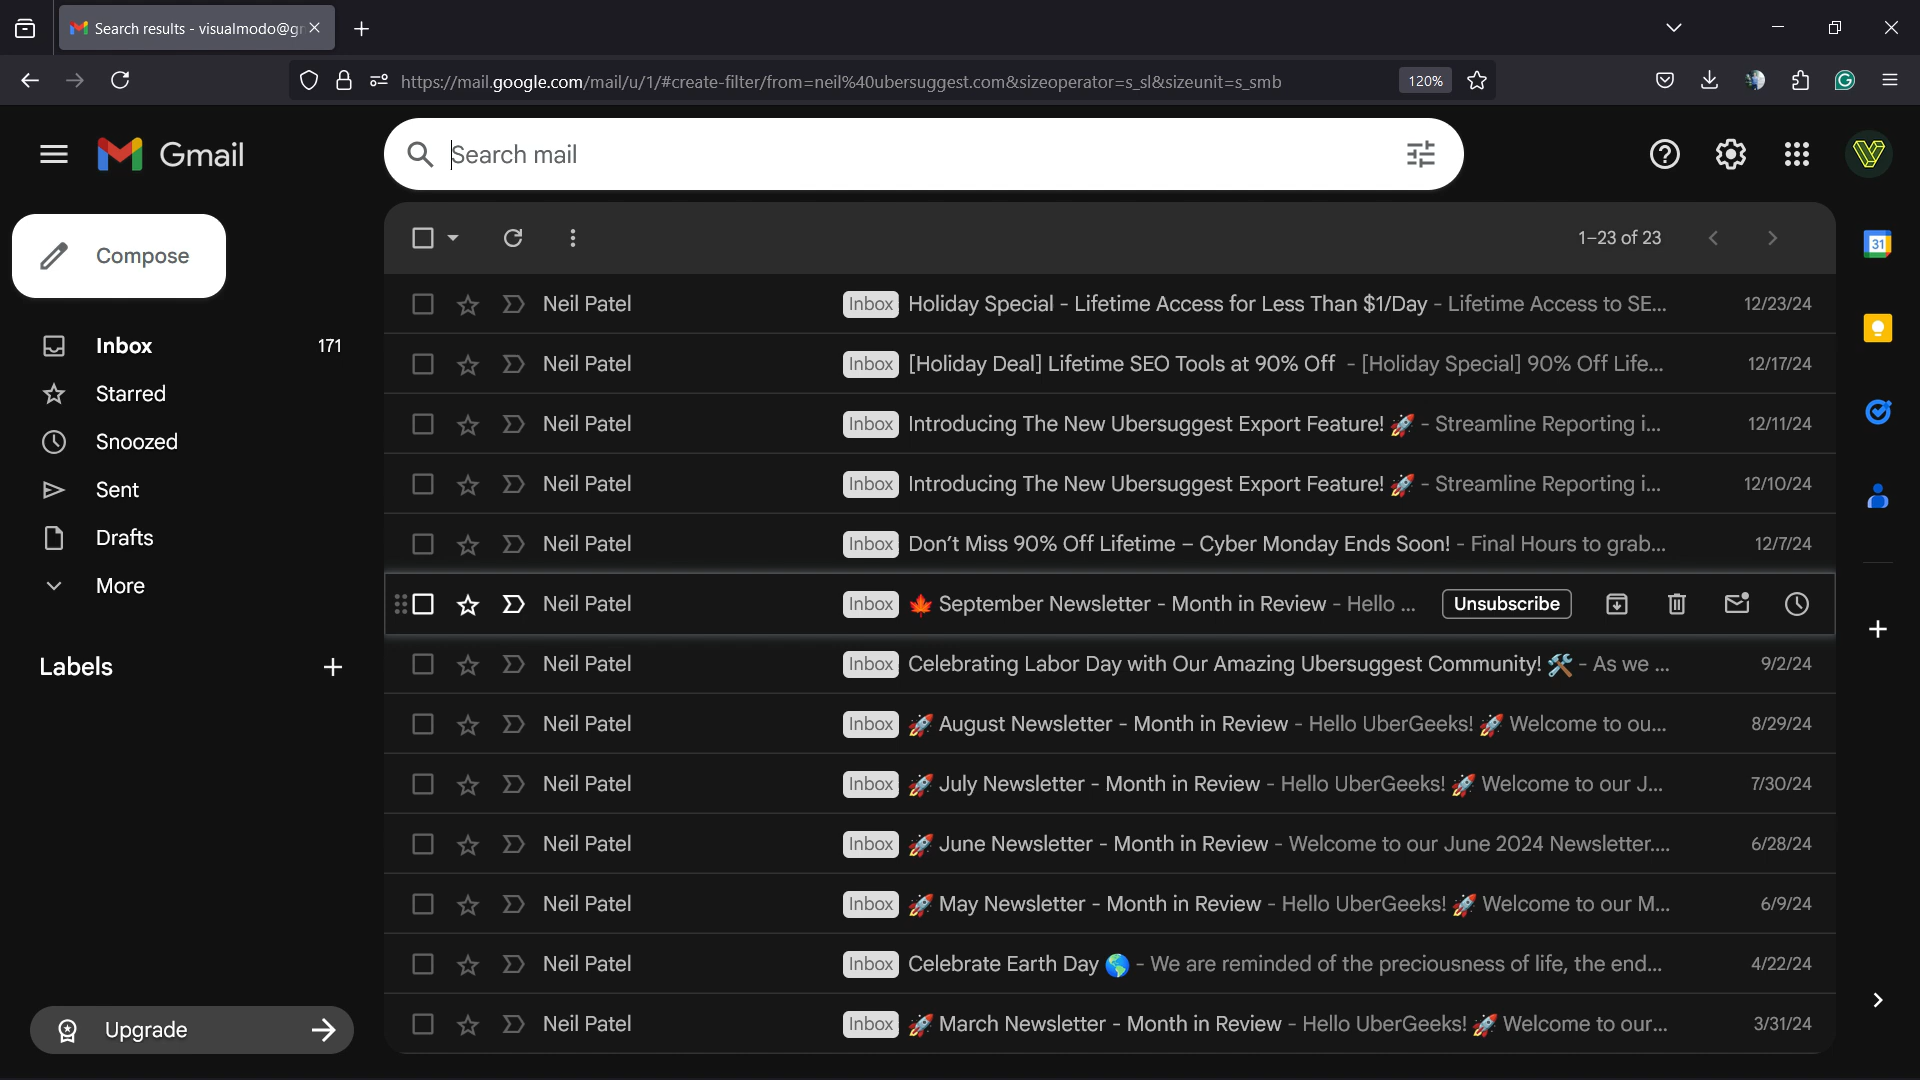 Search results - visualmodo@gr
https://mail.google.com/mail/u/1/#create-filter/from=neil%40ubersuggest.com&sizeoperator=s_sl&sizeunit=s_smb
120%
Gmail
Search mail
Compose
1–23 of 23
31
Inbox 171
Starred
Snoozed
Sent
Drafts
More
Labels
Upgrade
Neil Patel Inbox Holiday Special - Lifetime Access for Less Than $1/Day - Lifetime Access to SE... 12/23/24
Neil Patel Inbox [Holiday Deal] Lifetime SEO Tools at 90% Off - [Holiday Special] 90% Off Life... 12/17/24
Neil Patel Inbox Introducing The New Ubersuggest Export Feature! 🚀 - Streamline Reporting i... 12/11/24
Neil Patel Inbox Introducing The New Ubersuggest Export Feature! 🚀 - Streamline Reporting i... 12/10/24
Neil Patel Inbox Don't Miss 90% Off Lifetime – Cyber Monday Ends Soon! - Final Hours to grab... 12/7/24
Neil Patel Inbox 🍁 September Newsletter - Month in Review - Hello ... Unsubscribe
Neil Patel Inbox Celebrating Labor Day with Our Amazing Ubersuggest Community! 🛠️ - As we ... 9/2/24
Neil Patel Inbox 🚀 August Newsletter - Month in Review - Hello UberGeeks! 🚀 Welcome to ou... 8/29/24
Neil Patel Inbox 🚀 July Newsletter - Month in Review - Hello UberGeeks! 🚀 Welcome to our J... 7/30/24
Neil Patel Inbox 🚀 June Newsletter - Month in Review - Welcome to our June 2024 Newsletter.... 6/28/24
Neil Patel Inbox 🚀 May Newsletter - Month in Review - Hello UberGeeks! 🚀 Welcome to our M... 6/9/24
Neil Patel Inbox Celebrate Earth Day 🌎 - We are reminded of the preciousness of life, the end... 4/22/24
Neil Patel Inbox 🚀 March Newsletter - Month in Review - Hello UberGeeks! 🚀 Welcome to our... 3/31/24